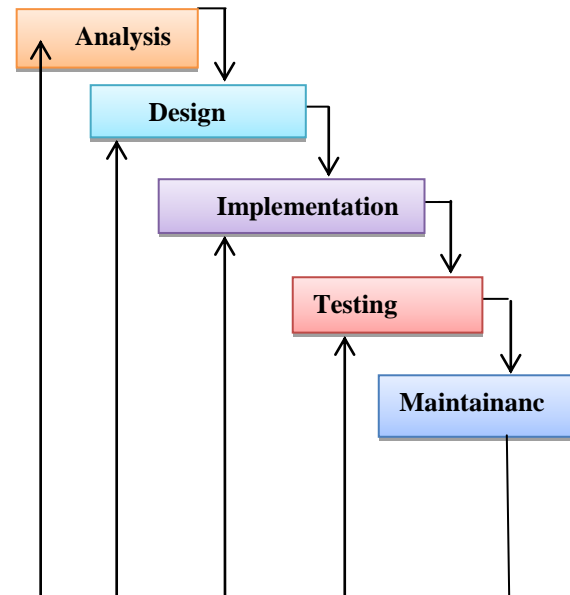 Analysis
Design
Implementation
Testing
Maintainanc